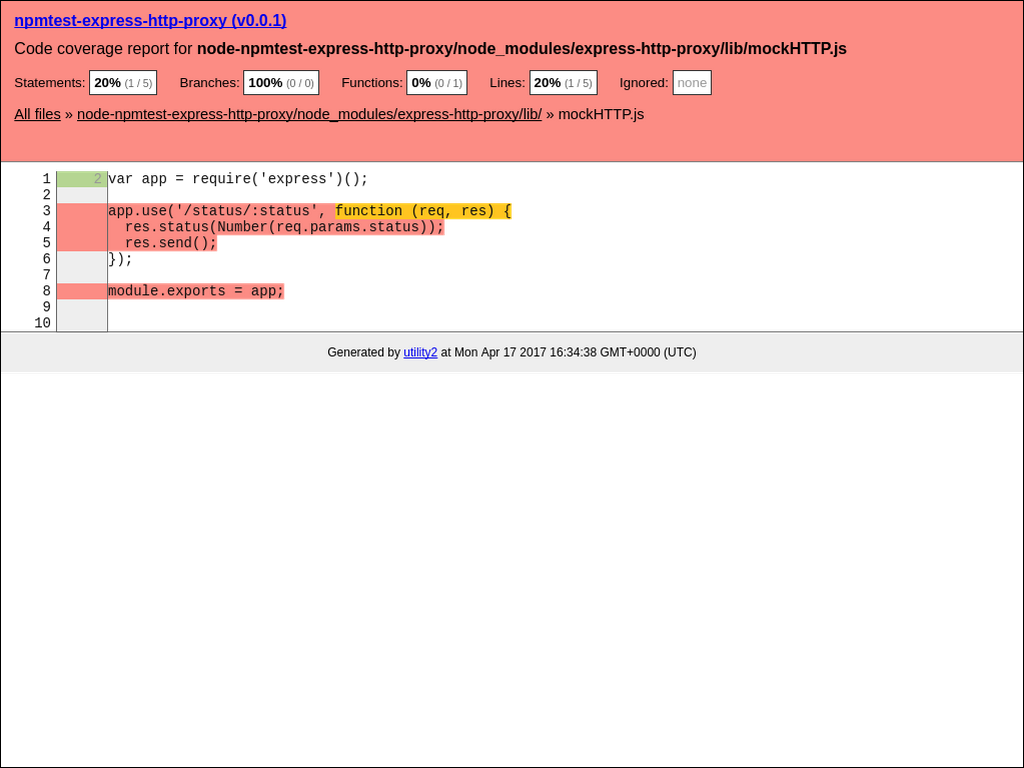 npmtest-express-http-proxy (v0.0.1)
Code coverage report for node-npmtest-express-http-proxy/node_modules/express-http-proxy/lib/mockHTTP.js
Statements: 20% (1 / 5) Branches: 100% (0 / 0) Functions: 0% (0 / 1) Lines: 20% (1 / 5) Ignored: none
All files » node-npmtest-express-http-proxy/node_modules/express-http-proxy/lib/ » mockHTTP.js
1 2 var app = require('express')();
2
3 app.use('/status/:status', function (req, res) {
4   res.status(Number(req.params.status));
5   res.send();
6 });
7
8 module.exports = app;
9
10
Generated by utility2 at Mon Apr 17 2017 16:34:38 GMT+0000 (UTC)